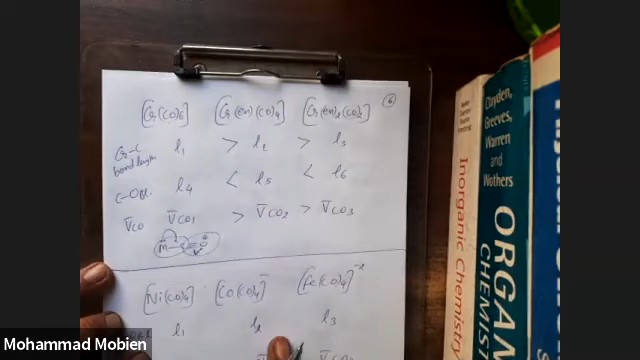 [Cr(CO)6] [Cr(en)(CO)4] [Cr(en)2(CO)2] 6
Cr-C bond length l1 > l2 > l3
C-O bl. l4 < l5 < l6
ν̄CO ν̄CO1 > ν̄CO2 > ν̄CO3
[Ni(CO)4] [Co(CO)4]⁻ [Fe(CO)4]⁻²
l1 l2 l3
Inorganic Chemistry
Clayden,
Greeves,
Warren
and
Wothers
ORGANIC
CHEMISTRY
Mohammad Mobien